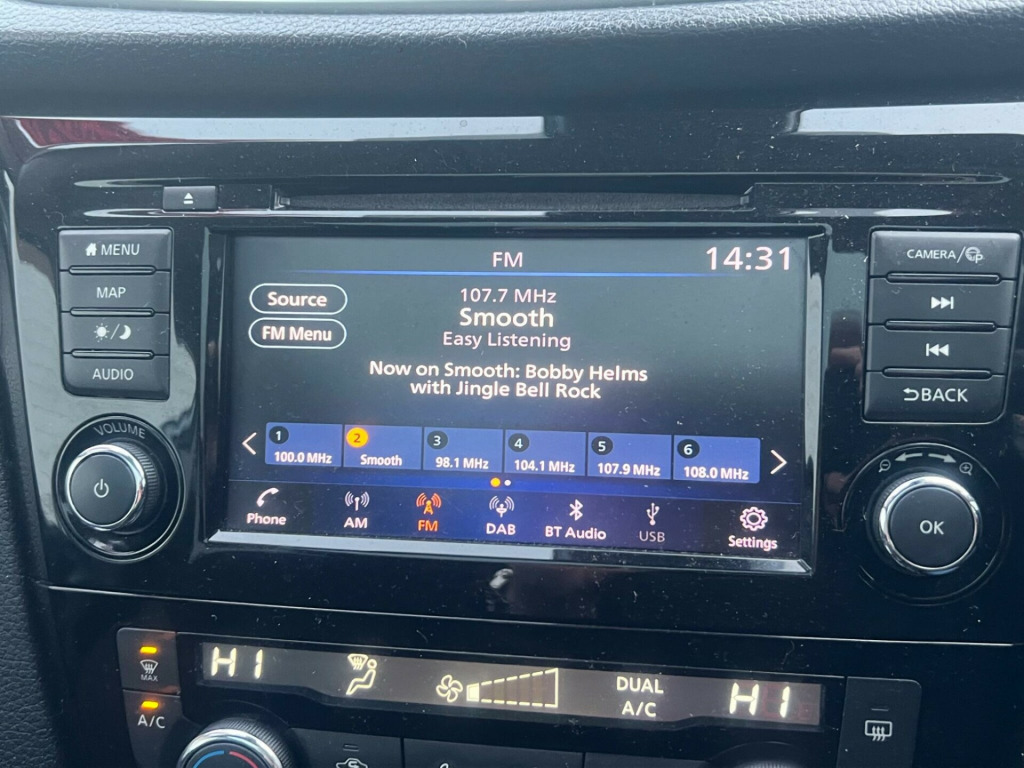 MENU
MAP
AUDIO
VOLUME
FM
14:31
Source
FM Menu
107.7 MHz
Smooth
Easy Listening
Now on Smooth: Bobby Helms
with Jingle Bell Rock
1
100.0 MHz
2
Smooth
3
98.1 MHz
4
104.1 MHz
5
107.9 MHz
6
108.0 MHz
Phone
AM
FM
DAB
BT Audio
USB
Settings
CAMERA/
BACK
OK
MAX
A/C
HI
DUAL
A/C
HI